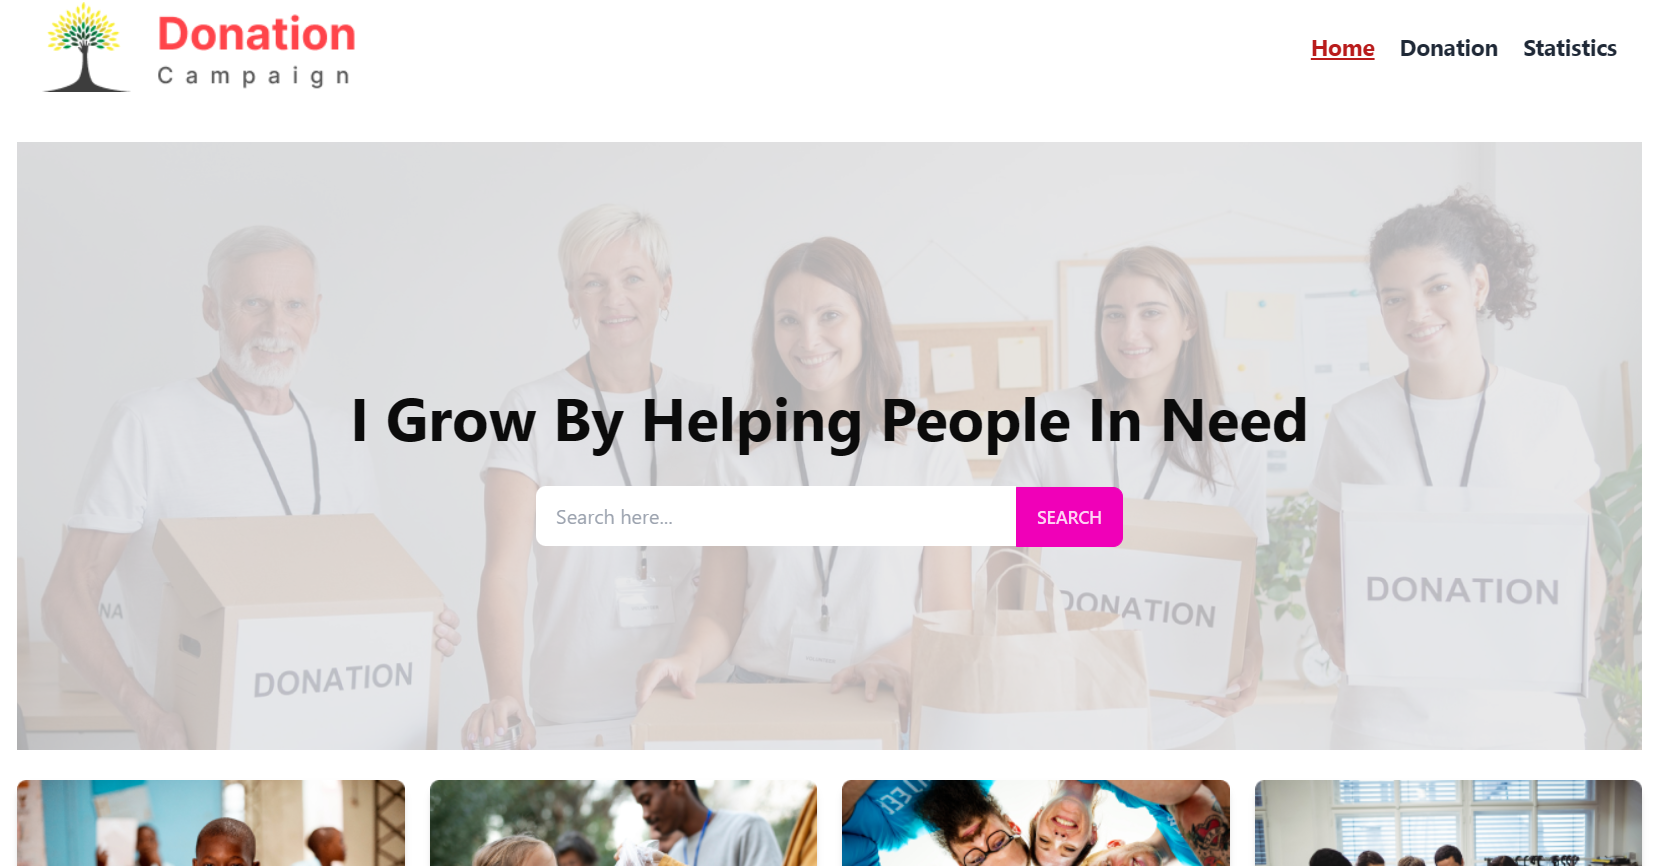 Donation
Campaign
Home Donation Statistics
I Grow By Helping People In Need
Search here...
SEARCH
DONATION
DONATION
DONATION
NA